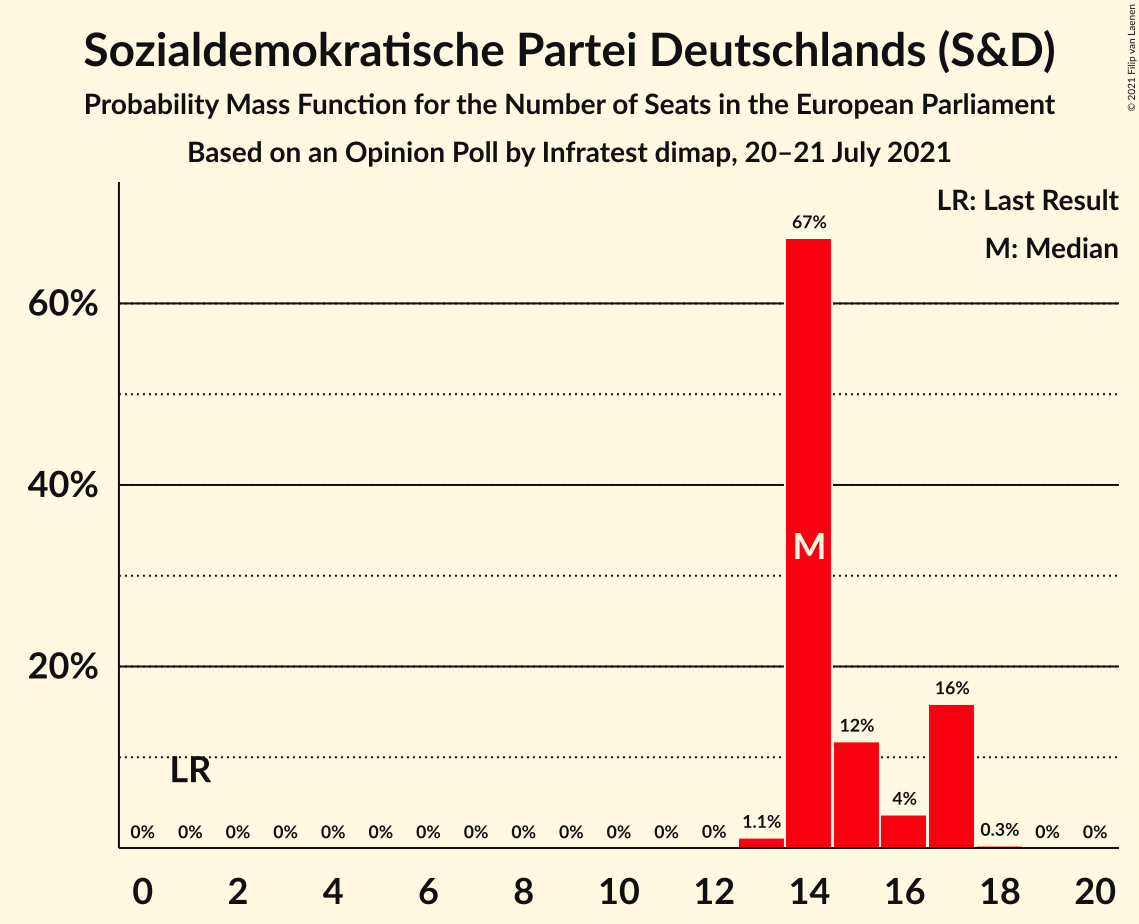 Sozialdemokratische Partei Deutschlands (S&D)
Probability Mass Function for the Number of Seats in the European Parliament
Based on an Opinion Poll by Infratest dimap, 20–21 July 2021
© 2021 Filip van Laenen
LR: Last Result
M: Median
67%
60%
40%
M
20%
16%
12%
LR
4%
1.1%
0.3%
0% 0% 0% 0% 0% 0% 0% 0% 0% 0% 0% 0% 0% 0% 0%
0 2 4 6 8 10 12 14 16 18 20